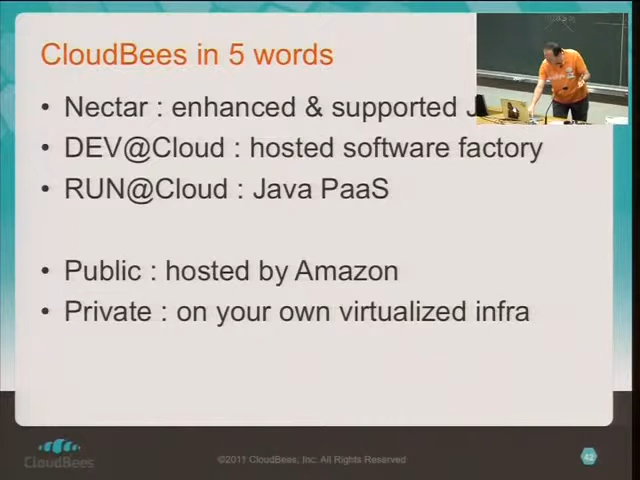 CloudBees in 5 words
• Nectar : enhanced & supported
• DEV@Cloud : hosted software factory
• RUN@Cloud : Java PaaS
• Public : hosted by Amazon
• Private : on your own virtualized infra
CloudBees
©2011 CloudBees, Inc. All Rights Reserved
42